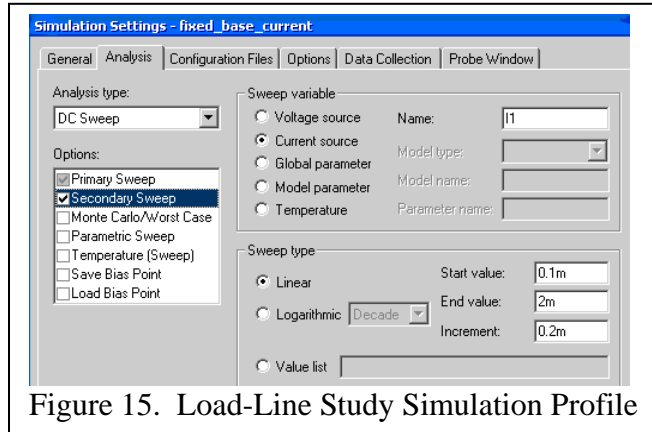 Simulation Settings - fixed_base_current
General Analysis Configuration Files Options Data Collection Probe Window
Analysis type:
DC Sweep
Options:
Primary Sweep
Secondary Sweep
Monte Carlo/Worst Case
Parametric Sweep
Temperature (Sweep)
Save Bias Point
Load Bias Point
Sweep variable
Voltage source
Current source
Global parameter
Model parameter
Temperature
Name: I1
Model type:
Model name:
Parameter name:
Sweep type
Linear
Logarithmic Decade
Value list
Start value: 0.1m
End value: 2m
Increment: 0.2m
Figure 15. Load-Line Study Simulation Profile